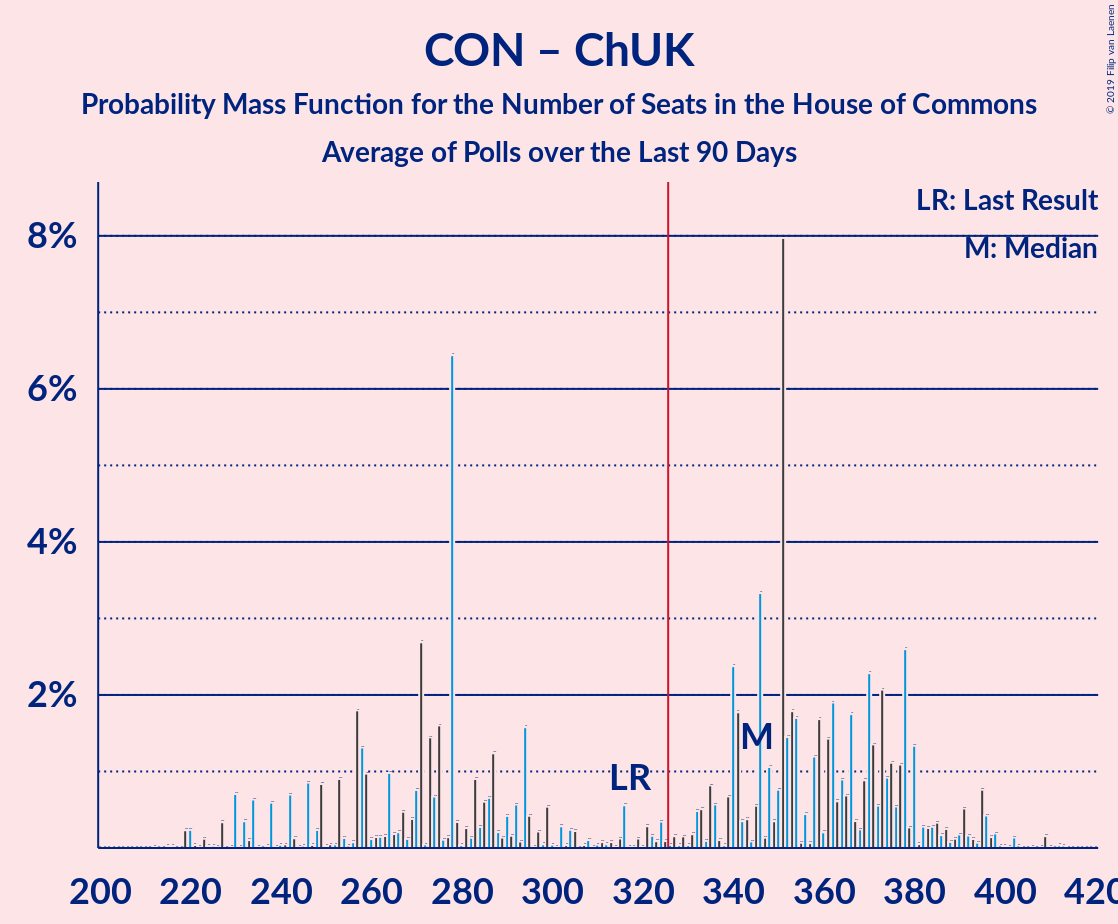 CON – ChUK
Probability Mass Function for the Number of Seats in the House of Commons
Average of Polls over the Last 90 Days
© 2019 Filip van Laenen
LR: Last Result
M: Median
8%
6%
4%
2%
LR
M
200 220 240 260 280 300 320 340 360 380 400 420